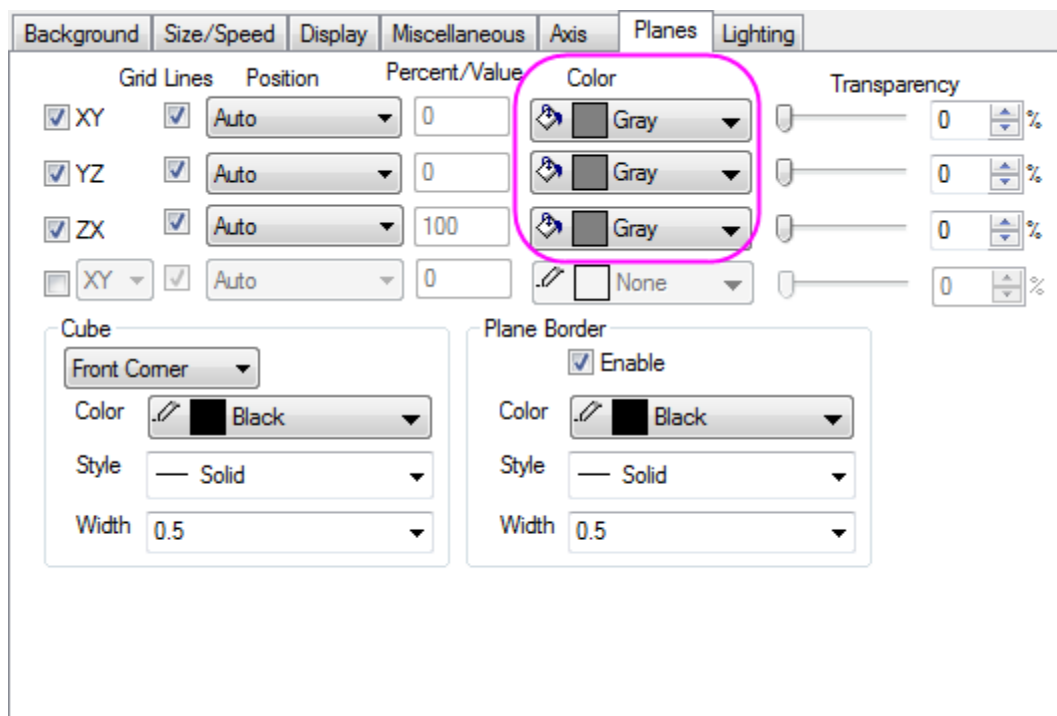 Background Size/Speed Display Miscellaneous Axis Planes Lighting
Grid Lines Position Percent/Value Color Transparency
XY Auto 0 Gray 0 %
YZ Auto 0 Gray 0 %
ZX Auto 100 Gray 0 %
XY Auto 0 None 0 %
Cube Plane Border
Front Corner Enable
Color Black Color Black
Style Solid Style Solid
Width 0.5 Width 0.5